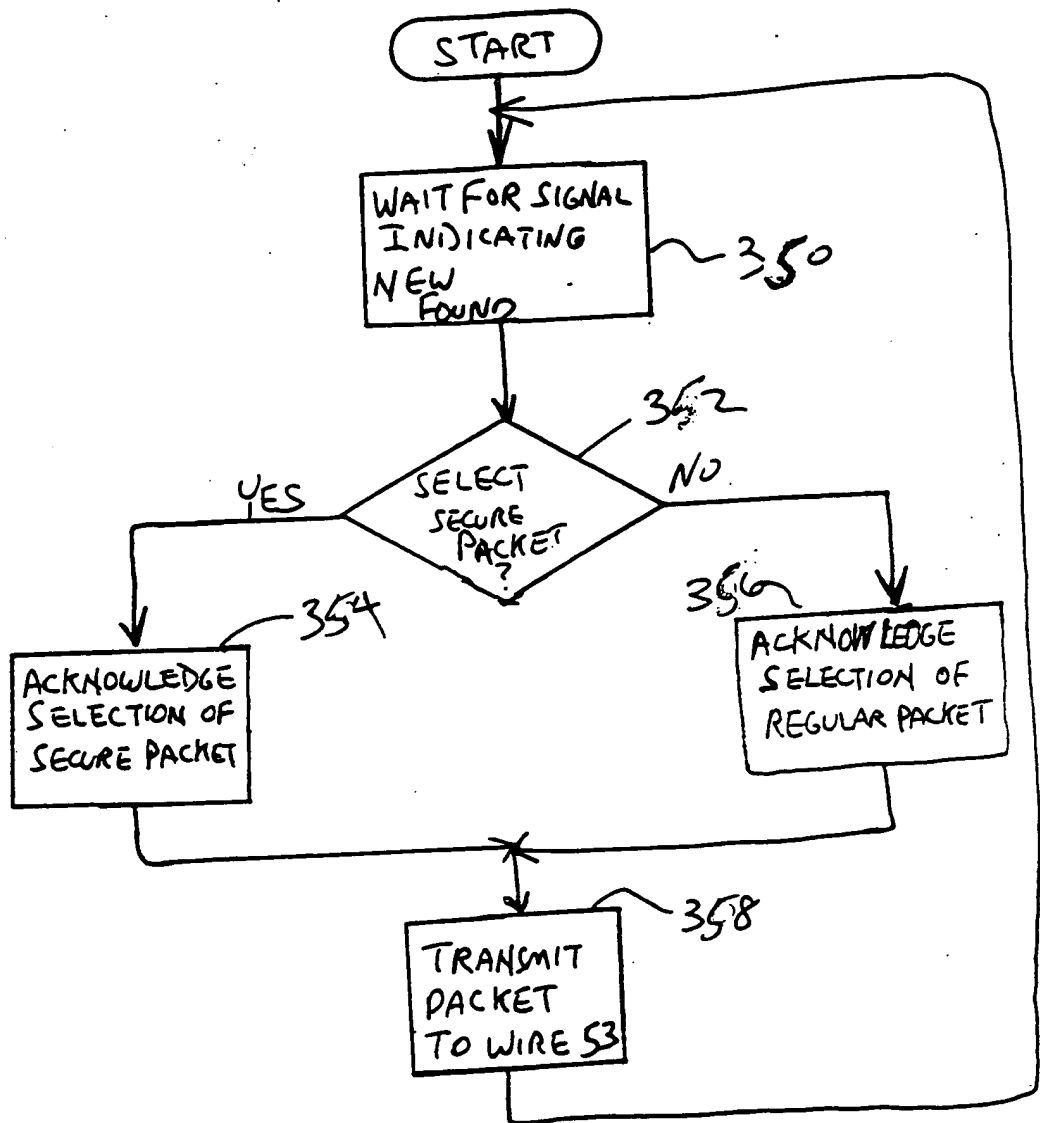 START
WAIT FOR SIGNAL
INDICATING
NEW
FOUND
350
352
SELECT
SECURE
PACKET
?
YES
NO
354
356
ACKNOWLEDGE
SELECTION OF
SECURE PACKET
ACKNOWLEDGE
SELECTION OF
REGULAR PACKET
358
TRANSMIT
PACKET
TO WIRE 53